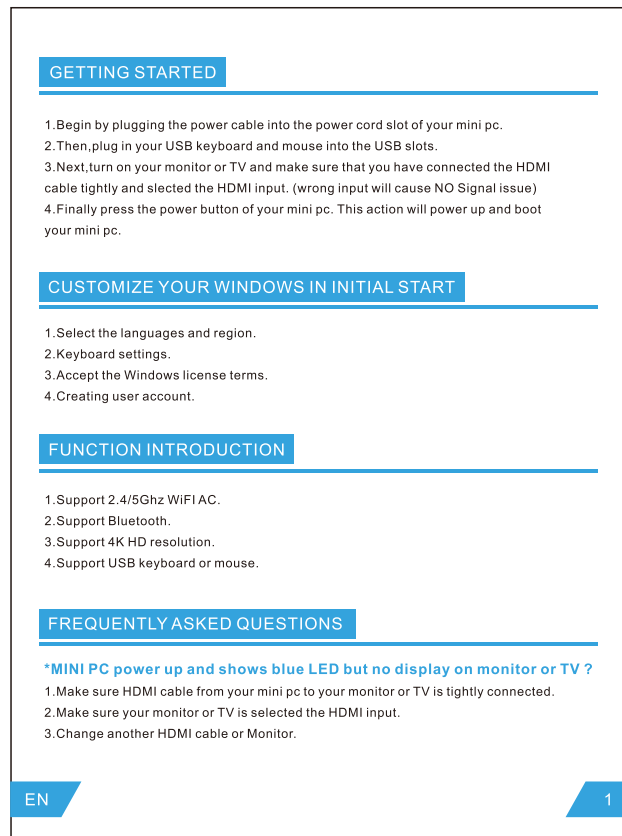 GETTING STARTED
1.Begin by plugging the power cable into the power cord slot of your mini pc.
2.Then,plug in your USB keyboard and mouse into the USB slots.
3.Next,turn on your monitor or TV and make sure that you have connected the HDMI
cable tightly and slected the HDMI input. (wrong input will cause NO Signal issue)
4.Finally press the power button of your mini pc. This action will power up and boot
your mini pc.
CUSTOMIZE YOUR WINDOWS IN INITIAL START
1.Select the languages and region.
2.Keyboard settings.
3.Accept the Windows license terms.
4.Creating user account.
FUNCTION INTRODUCTION
1.Support 2.4/5Ghz WiFI AC.
2.Support Bluetooth.
3.Support 4K HD resolution.
4.Support USB keyboard or mouse.
FREQUENTLY ASKED QUESTIONS
*MINI PC power up and shows blue LED but no display on monitor or TV ?
1.Make sure HDMI cable from your mini pc to your monitor or TV is tightly connected.
2.Make sure your monitor or TV is selected the HDMI input.
3.Change another HDMI cable or Monitor.
EN
1